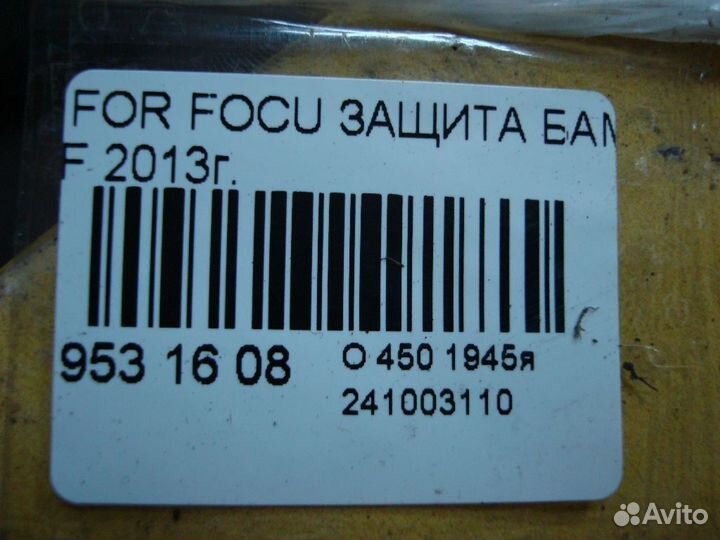 FOR FOCU ЗАЩИТА БАМ
F 2013г.
953 16 08
O 450 1945я
241003110
Avito